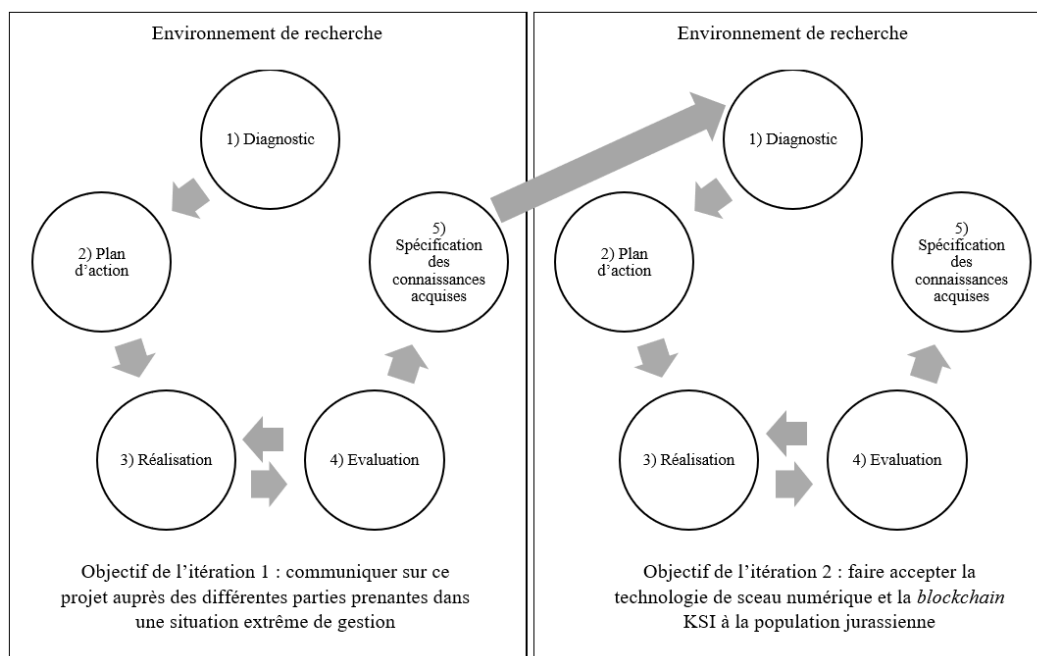 Environnement de recherche
1) Diagnostic
2) Plan
d’action
3) Réalisation
4) Evaluation
5)
Spécification
des
connaissances
acquises
Objectif de l’itération 1 : communiquer sur ce
projet auprès des différentes parties prenantes dans
une situation extrême de gestion
Environnement de recherche
1) Diagnostic
2) Plan
d’action
3) Réalisation
4) Evaluation
5)
Spécification
des
connaissances
acquises
Objectif de l’itération 2 : faire accepter la
technologie de sceau numérique et la blockchain
KSI à la population jurassienne